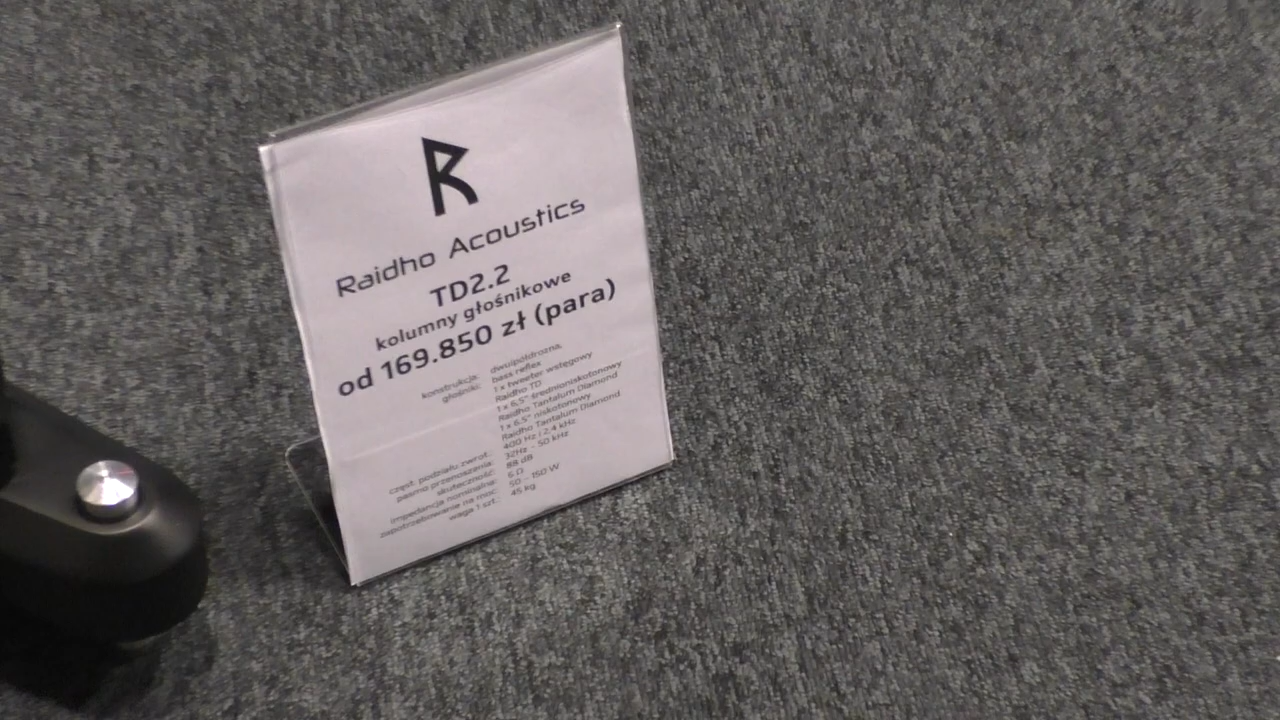 R
Raidho Acoustics
TD2.2
kolumny głośnikowe
od 169.850 zł (para)
konstrukcja: dwuipółdrożna,
bass reflex
głośniki: 1 x tweeter wstęgowy
Raidho TD
1 x 6,5" średnioniskotonowy
Raidho Tantalum Diamond
1 x 6.5" niskotonowy
Raidho Tantalum Diamond
częst. podziału zwrot.: 400 Hz / 2,4 kHz
pasmo przenoszenia: 32Hz - 50 kHz
skuteczność: 88 dB
impedancja nominalna: 6 Ω
zapotrzebowanie na moc: 50 - 150 W
waga 1 szt.: 45 kg